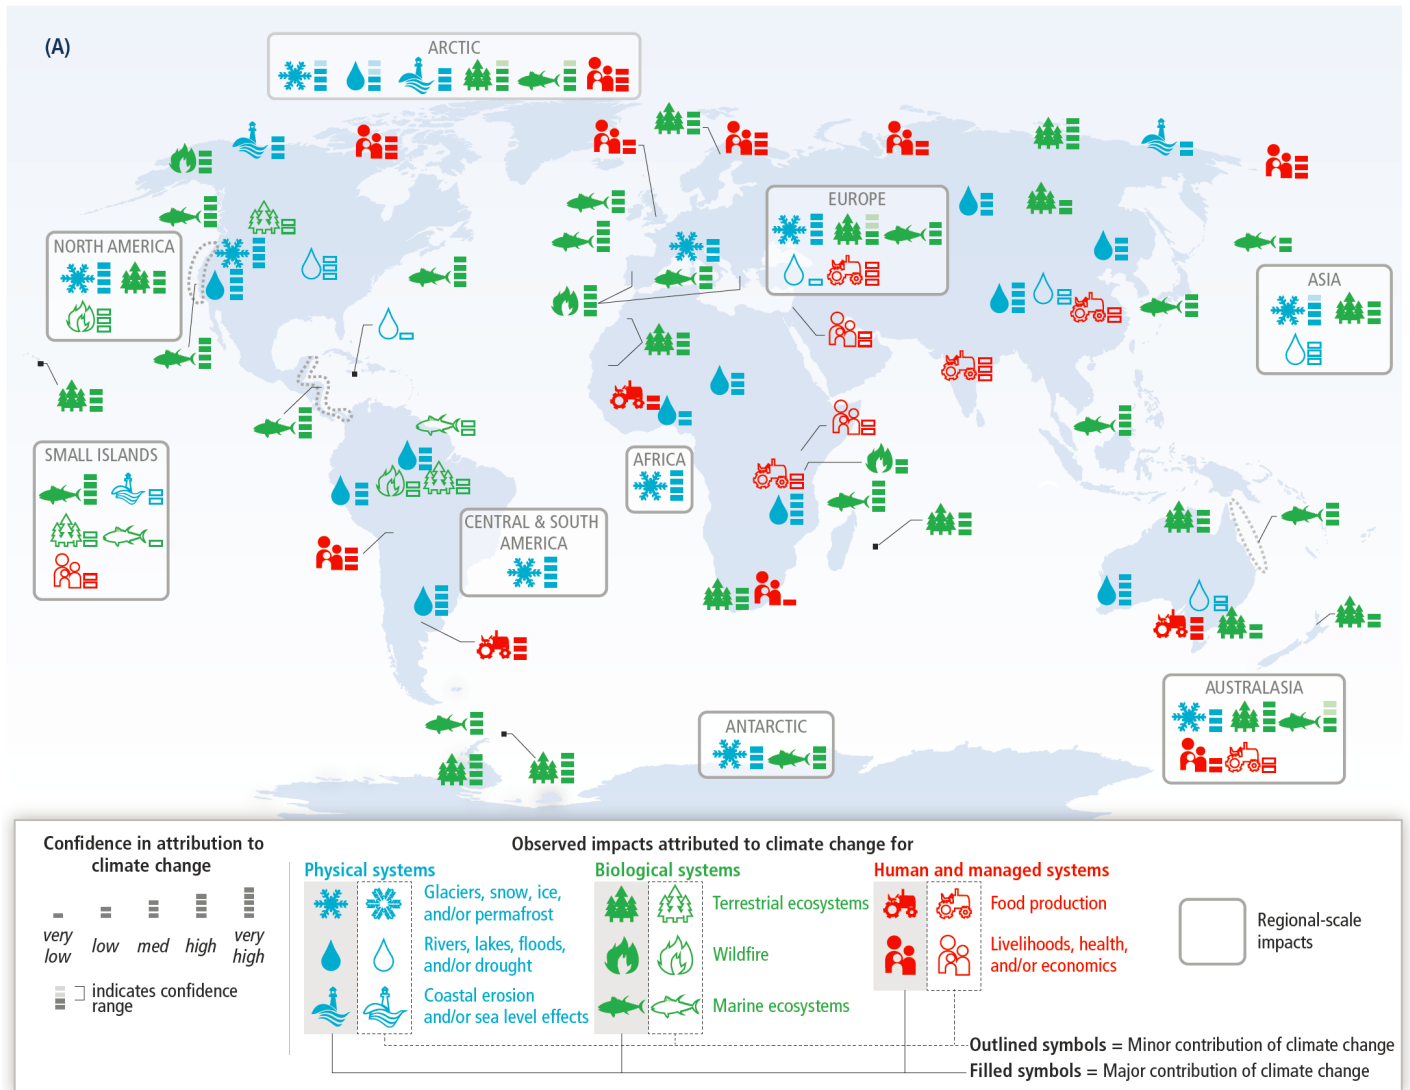 (A)
ARCTIC
EUROPE
NORTH AMERICA
ASIA
SMALL ISLANDS
AFRICA
CENTRAL & SOUTH
AMERICA
AUSTRALASIA
ANTARCTIC
Confidence in attribution to
climate change
very
low
low
med
high
very
high
indicates confidence
range
Observed impacts attributed to climate change for
Physical systems
Glaciers, snow, ice,
and/or permafrost
Rivers, lakes, floods,
and/or drought
Coastal erosion
and/or sea level effects
Biological systems
Terrestrial ecosystems
Wildfire
Marine ecosystems
Human and managed systems
Food production
Livelihoods, health,
and/or economics
Regional-scale
impacts
Outlined symbols = Minor contribution of climate change
Filled symbols = Major contribution of climate change